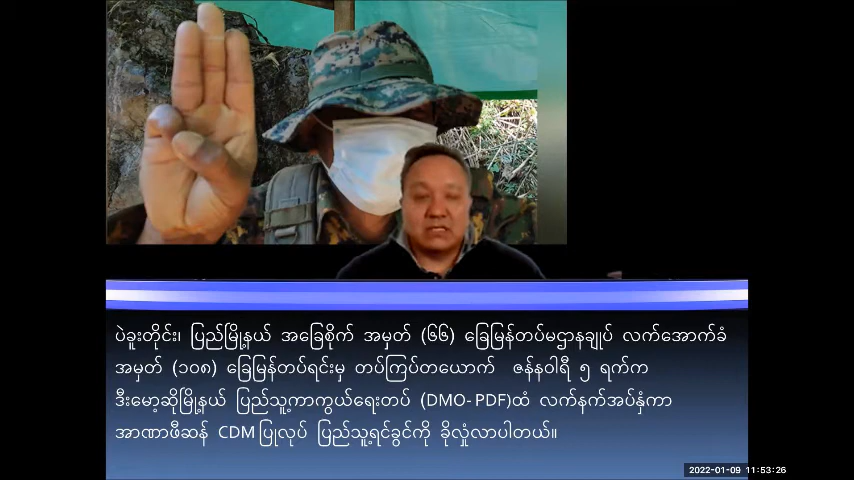 ပဲခူးတိုင်း၊ ပြည်မြို့နယ် အခြေစိုက် အမှတ် (၆၆) ခြေမြန်တပ်မဌာနချုပ် လက်အောက်ခံ
အမှတ် (၁၀၈) ခြေမြန်တပ်ရင်းမှ တပ်ကြပ်တယောက် ဇန်နဝါရီ ၅ ရက်က
ဒီးမော့ဆိုမြို့နယ် ပြည်သူ့ကာကွယ်ရေးတပ် (DMO- PDF)ထံ လက်နက်အပ်နှံကာ
အာဏာဖီဆန် CDM ပြုလုပ် ပြည်သူ့ရင်ခွင်ကို ခိုလှုံလာပါတယ်။
2022-01-09 11:53:26